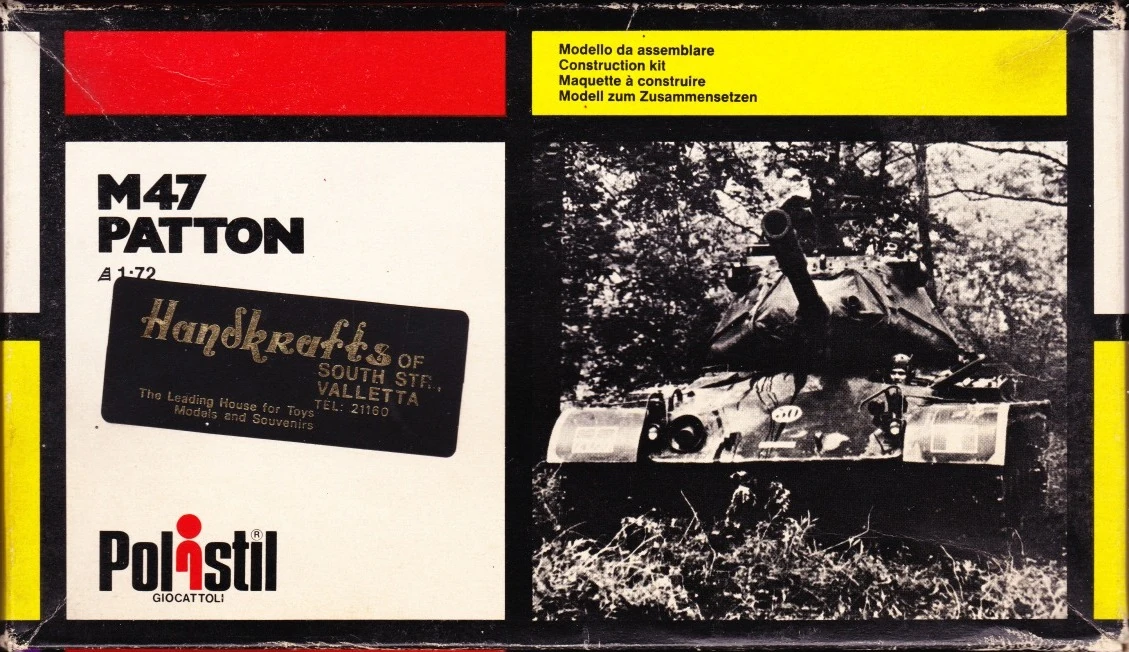 Modello da assemblare
Construction kit
Maquette à construire
Modell zum Zusammensetzen
M47
PATTON
1:72
Handkrafts OF
SOUTH STR.,
VALLETTA
TEL: 21160
The Leading House for Toys
Models and Souvenirs
Polistil®
GIOCATTOLI